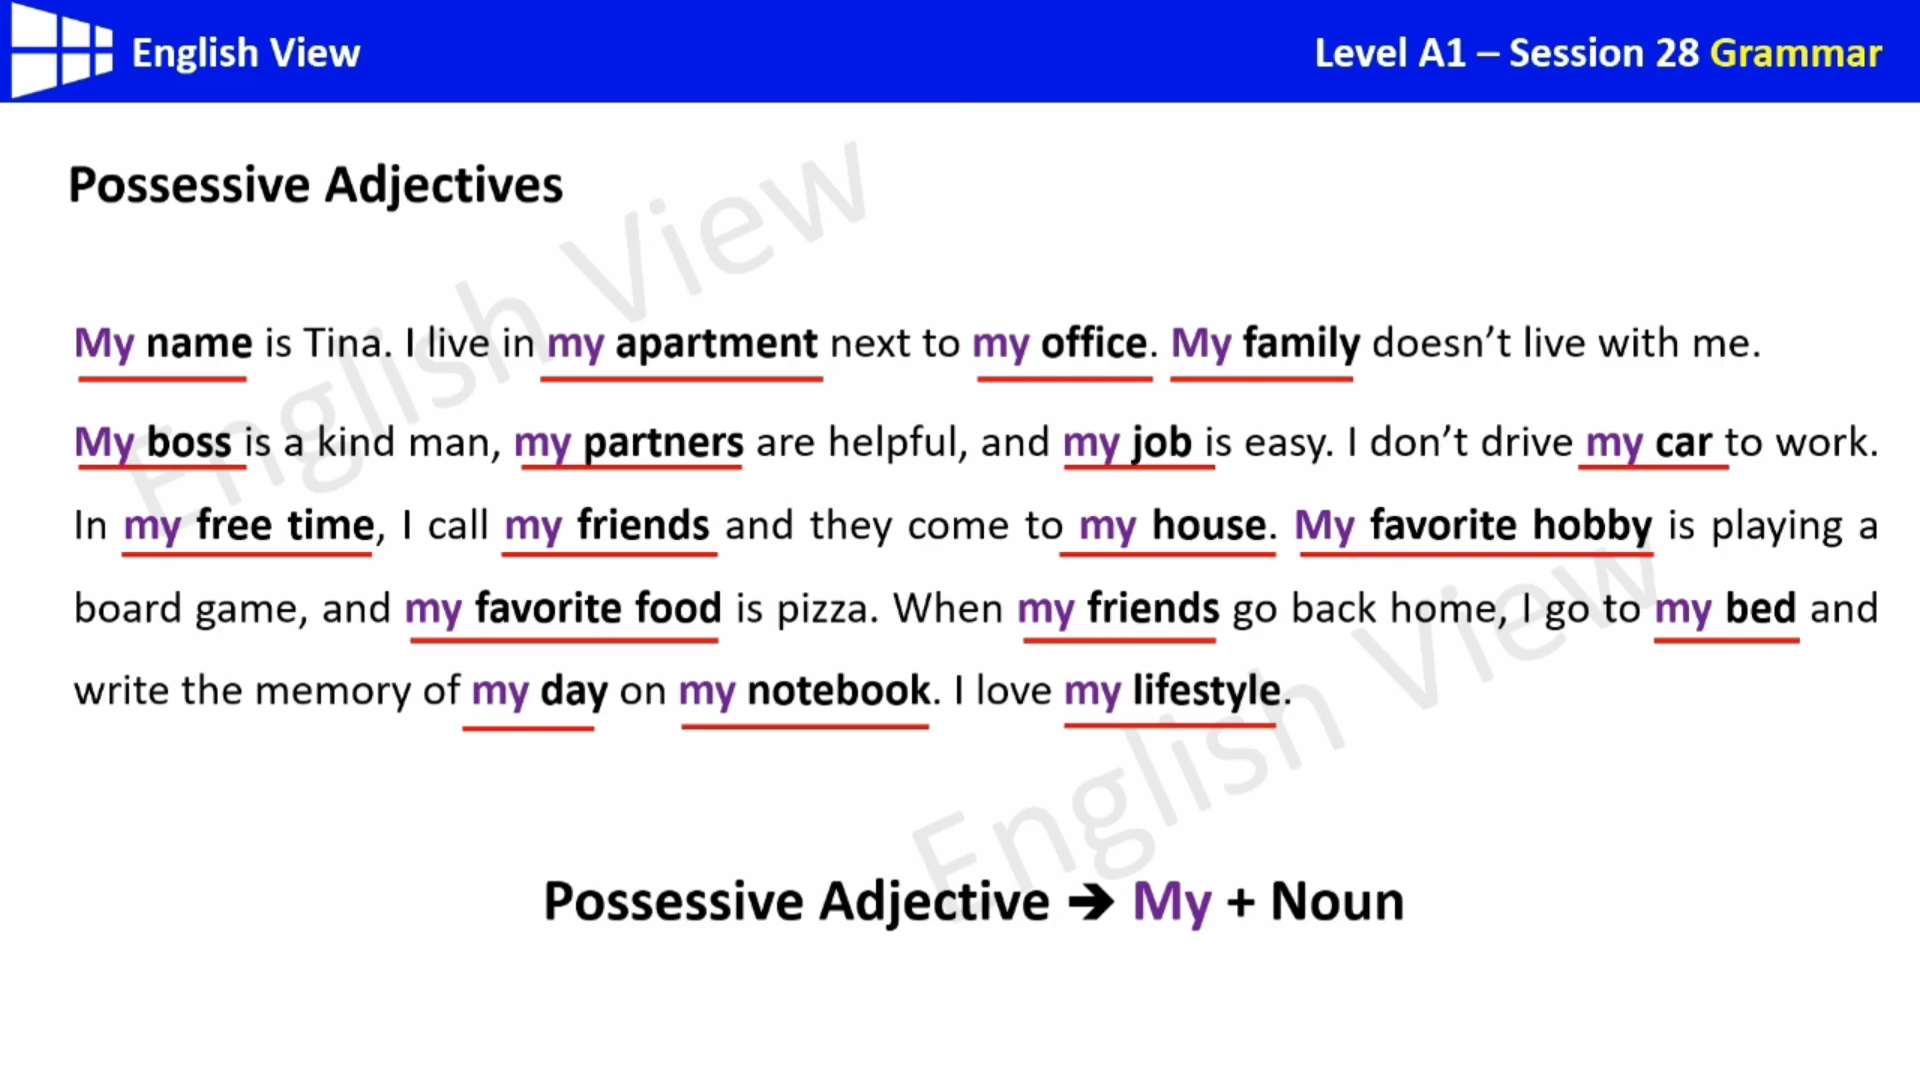 English View
Level A1 – Session 28 Grammar
Possessive Adjectives
My name is Tina. I live in my apartment next to my office. My family doesn’t live with me.
My boss is a kind man, my partners are helpful, and my job is easy. I don’t drive my car to work.
In my free time, I call my friends and they come to my house. My favorite hobby is playing a
board game, and my favorite food is pizza. When my friends go back home, I go to my bed and
write the memory of my day on my notebook. I love my lifestyle.
Possessive Adjective ➔ My + Noun
English View
English View